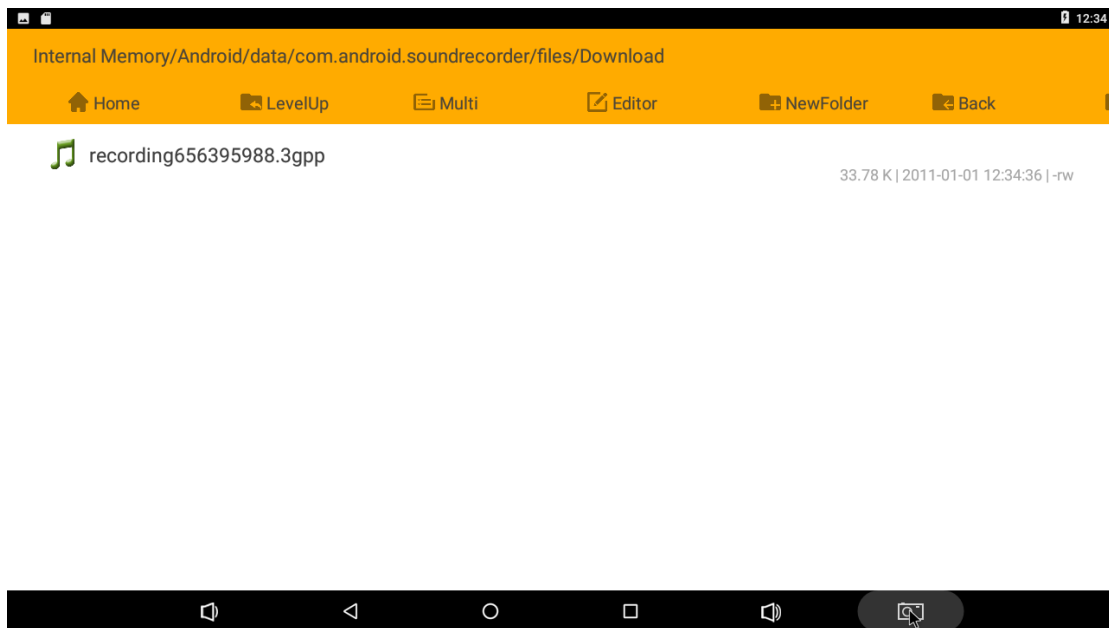 12:34
Internal Memory/Android/data/com.android.soundrecorder/files/Download
Home LevelUp Multi Editor NewFolder Back
recording656395988.3gpp
33.78 K | 2011-01-01 12:34:36 | -rw